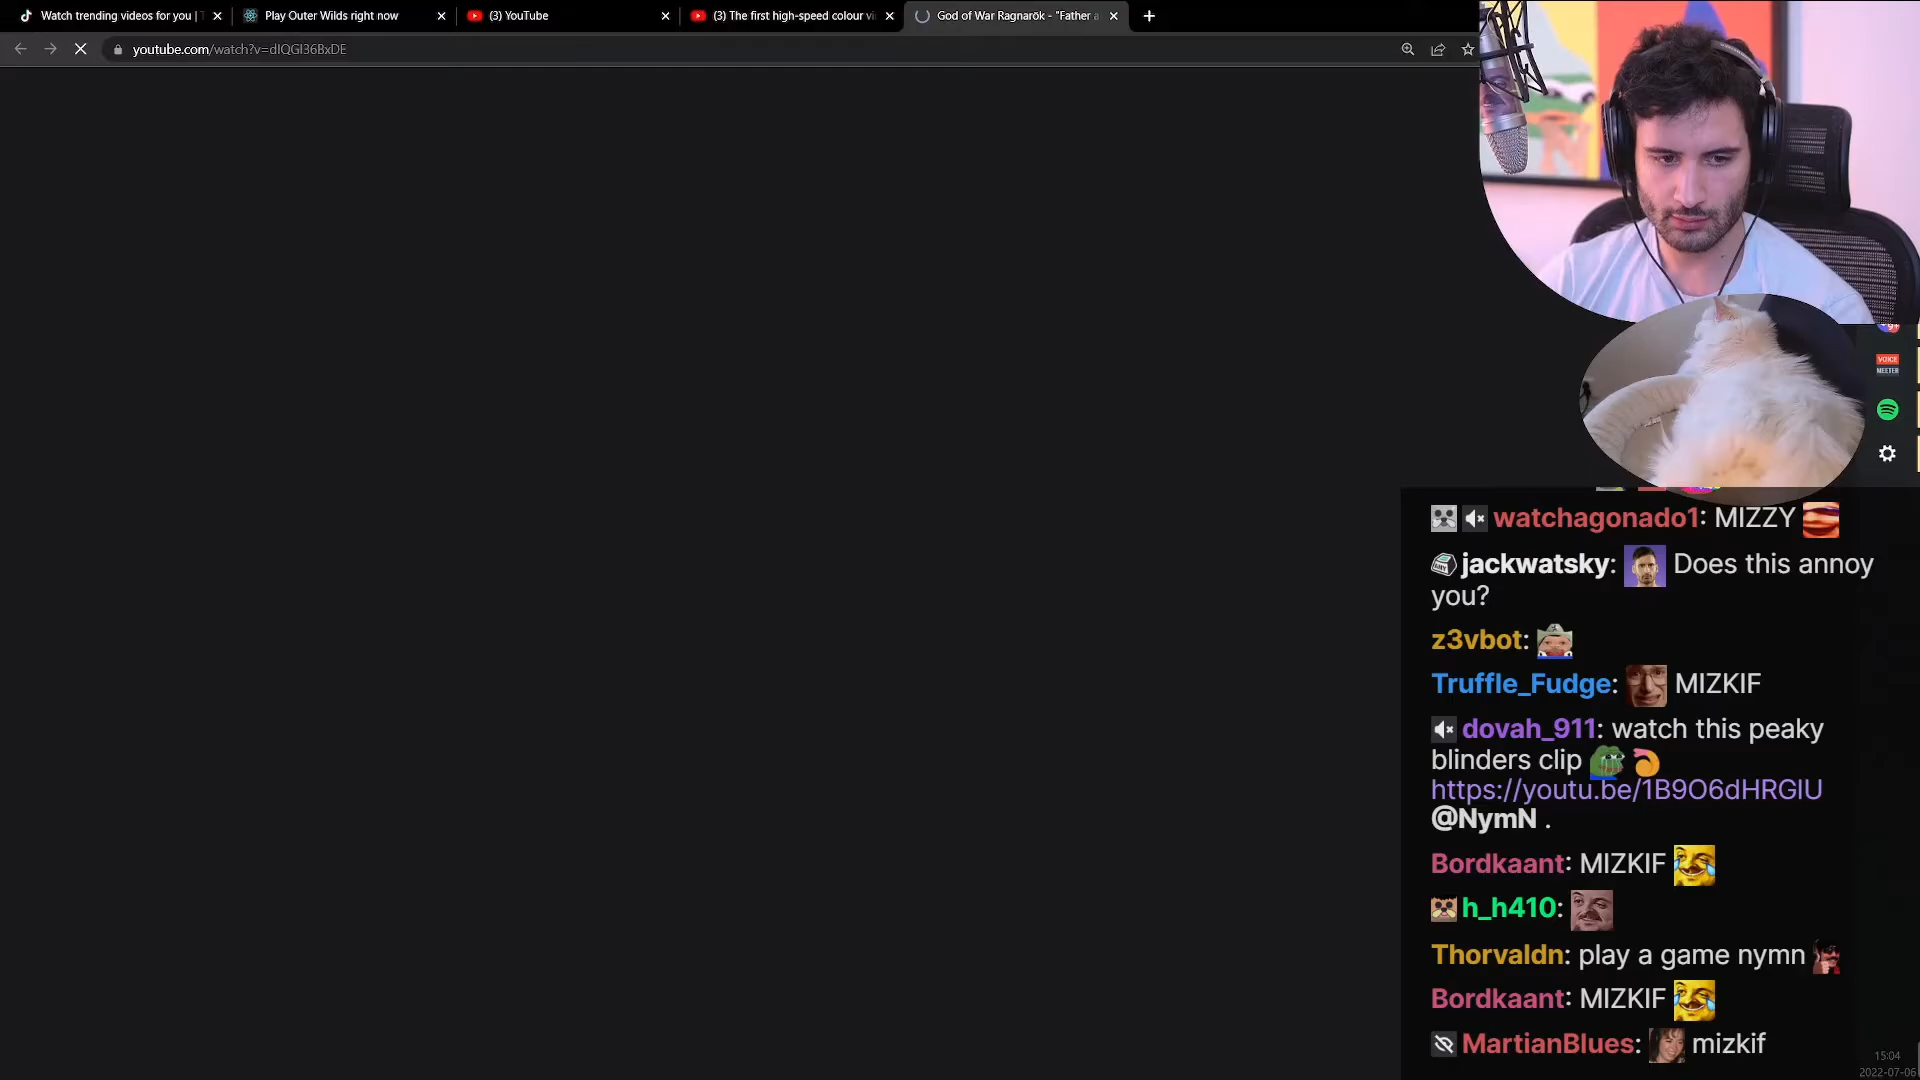 Watch trending videos for you | T
Play Outer Wilds right now
(3) YouTube
(3) The first high-speed colour vi
God of War Ragnarök - "Father a
youtube.com/watch?v=dIQGI36BxDE
VOICE
MEETER
watchagonado1: MIZZY
jackwatsky: Does this annoy
you?
z3vbot:
Truffle_Fudge: MIZKIF
dovah_911: watch this peaky
blinders clip
https://youtu.be/1B9O6dHRGIU
@NymN .
Bordkaant: MIZKIF
h_h410:
Thorvaldn: play a game nymn
Bordkaant: MIZKIF
MartianBlues: mizkif
15:04
2022-07-06